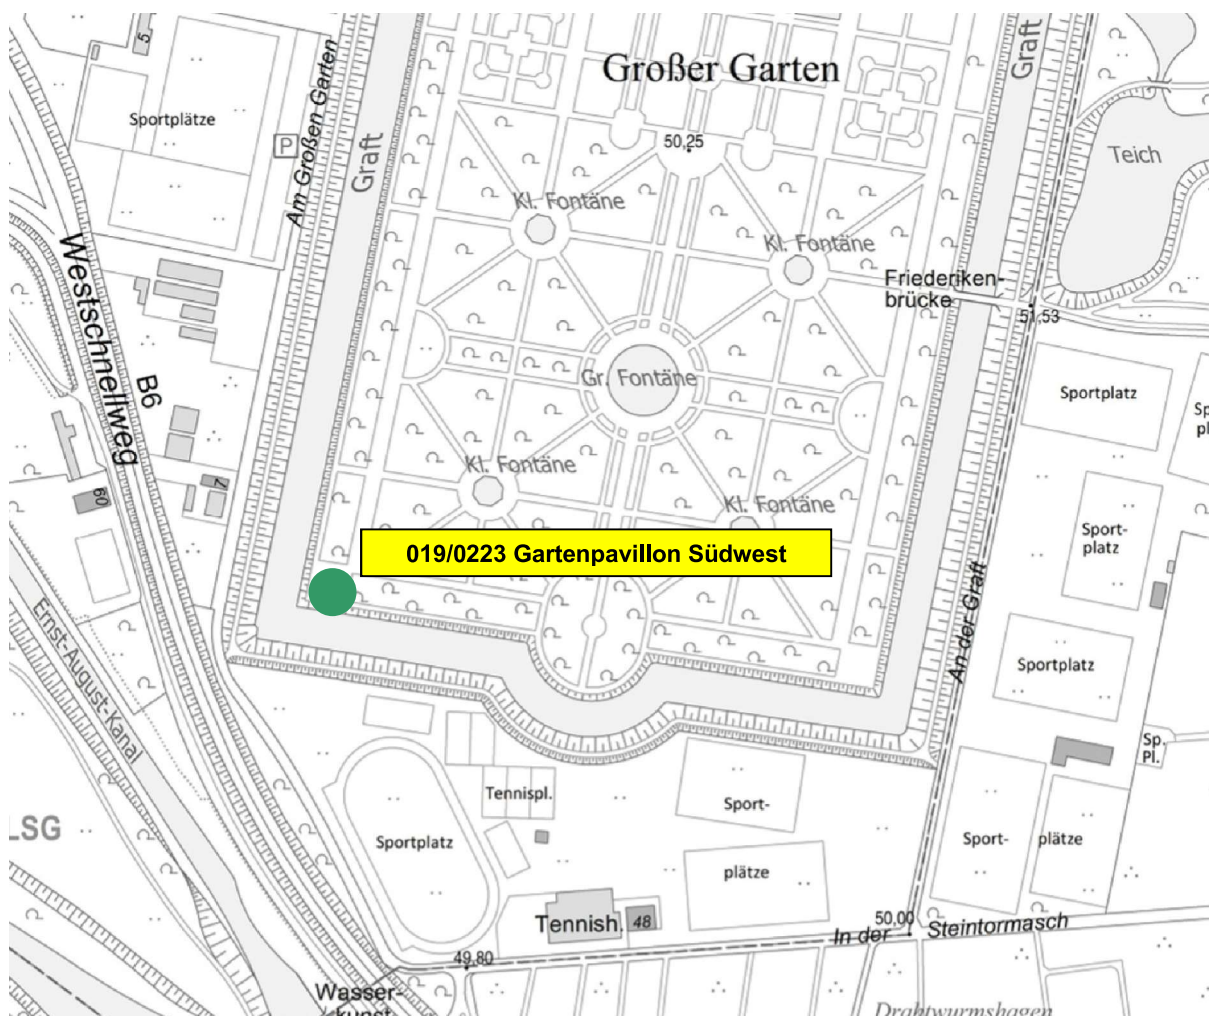 Großer Garten
5
Sportplätze
P
Am Großen Garten
Graft
Graft
50,25
Teich
Kl. Fontäne
Kl. Fontäne
Friederiken-
brücke
51,53
Westschnellweg
B6
Gr. Fontäne
Sportplatz
Kl. Fontäne
Kl. Fontäne
60
7
Sport-
platz
019/0223 Gartenpavillon Südwest
An der Graft
Ernst-August-Kanal
Sportplatz
Sp.
Pl.
Tennispl.
Sport-
plätze
LSG
Sportplatz
Sport-
plätze
Tennish.
48
50,00
In der Steintormasch
49,80
Wasser-
kunst
Drahtwurmshagen